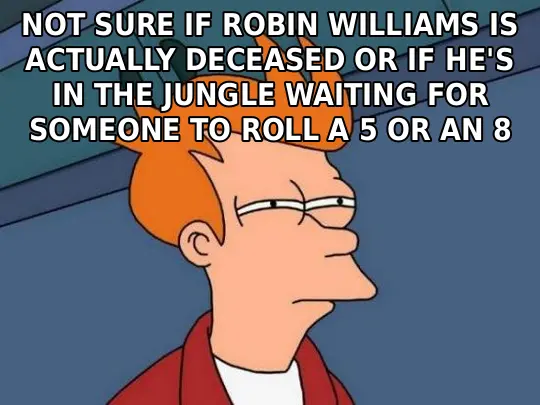 NOT SURE IF ROBIN WILLIAMS IS
ACTUALLY DECEASED OR IF HE'S
IN THE JUNGLE WAITING FOR
SOMEONE TO ROLL A 5 OR AN 8